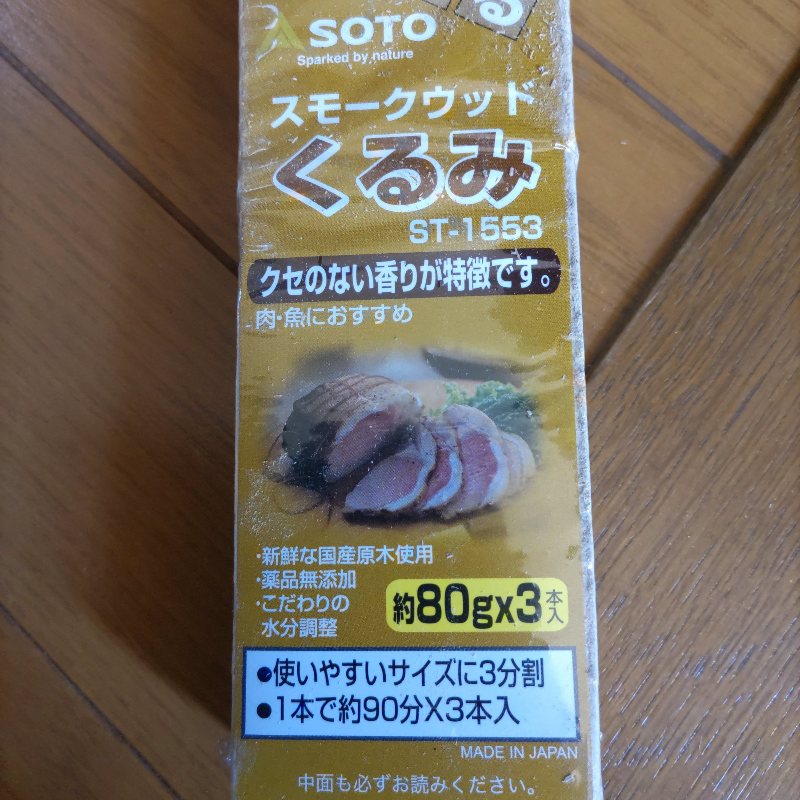 る
SOTO
Sparked by nature
スモークウッド
くるみ
ST-1553
クセのない香りが特徴です。
肉・魚におすすめ
・新鮮な国産原木使用
・薬品無添加
・こだわりの
水分調整
約80gx3本入
●使いやすいサイズに3分割
●1本で約90分X3本入
MADE IN JAPAN
中面も必ずお読みください。